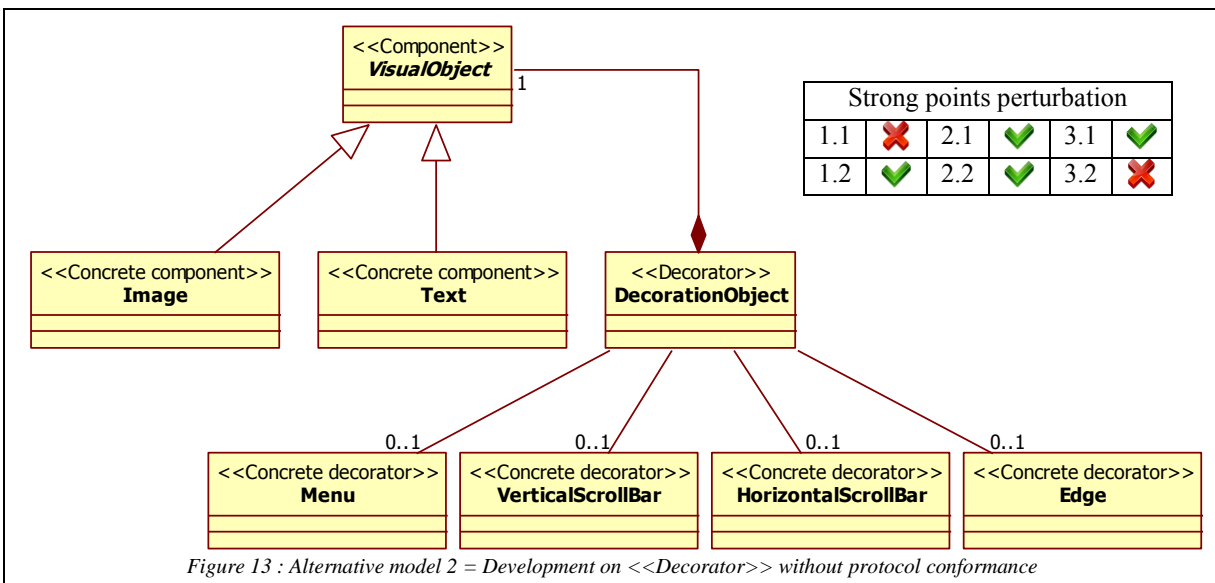 <<Component>>
VisualObject
1
Strong points perturbation
1.1 2.1 3.1
1.2 2.2 3.2
<<Concrete component>>
Image
<<Concrete component>>
Text
<<Decorator>>
DecorationObject
0..1
0..1
0..1
0..1
<<Concrete decorator>>
Menu
<<Concrete decorator>>
VerticalScrollBar
<<Concrete decorator>>
HorizontalScrollBar
<<Concrete decorator>>
Edge
Figure 13 : Alternative model 2 = Development on <<Decorator>> without protocol conformance